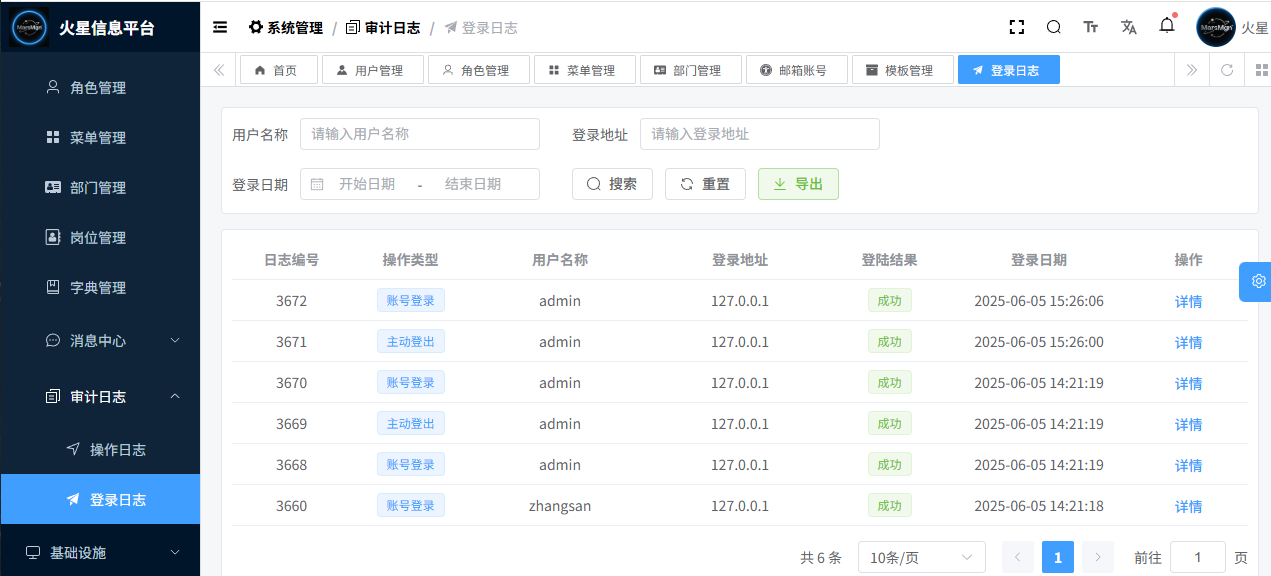 火星信息平台
系统管理 / 审计日志 / 登录日志
火星
首页 用户管理 角色管理 菜单管理 部门管理 邮箱账号 模板管理 登录日志
角色管理
菜单管理
部门管理
岗位管理
字典管理
消息中心
审计日志
操作日志
登录日志
基础设施
用户名称 请输入用户名称 登录地址 请输入登录地址
登录日期 开始日期 - 结束日期 搜索 重置 导出
日志编号 操作类型 用户名称 登录地址 登陆结果 登录日期 操作
3672 账号登录 admin 127.0.0.1 成功 2025-06-05 15:26:06 详情
3671 主动登出 admin 127.0.0.1 成功 2025-06-05 15:26:00 详情
3670 账号登录 admin 127.0.0.1 成功 2025-06-05 14:21:19 详情
3669 主动登出 admin 127.0.0.1 成功 2025-06-05 14:21:19 详情
3668 账号登录 admin 127.0.0.1 成功 2025-06-05 14:21:19 详情
3660 账号登录 zhangsan 127.0.0.1 成功 2025-06-05 14:21:18 详情
共 6 条 10条/页 1 前往 1 页